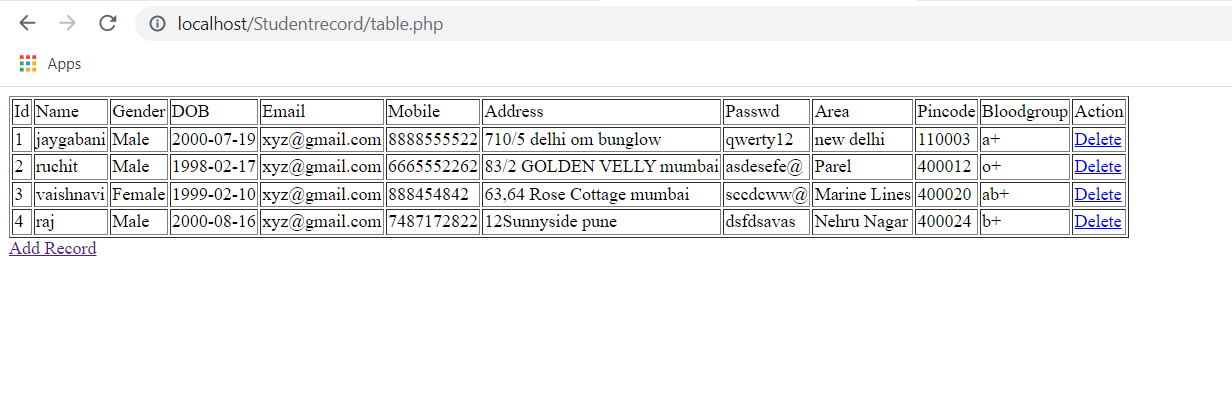 localhost/Studentrecord/table.php
Apps
Id Name Gender DOB Email Mobile Address Passwd Area Pincode Bloodgroup Action
1 jaygabani Male 2000-07-19 xyz@gmail.com 8888555522 710/5 delhi om bunglow qwerty12 new delhi 110003 a+ Delete
2 ruchit Male 1998-02-17 xyz@gmail.com 6665552262 83/2 GOLDEN VELLY mumbai asdesefe@ Parel 400012 o+ Delete
3 vaishnavi Female 1999-02-10 xyz@gmail.com 888454842 63,64 Rose Cottage mumbai sccdcww@ Marine Lines 400020 ab+ Delete
4 raj Male 2000-08-16 xyz@gmail.com 7487172822 12Sunnyside pune dsfdsavas Nehru Nagar 400024 b+ Delete
Add Record